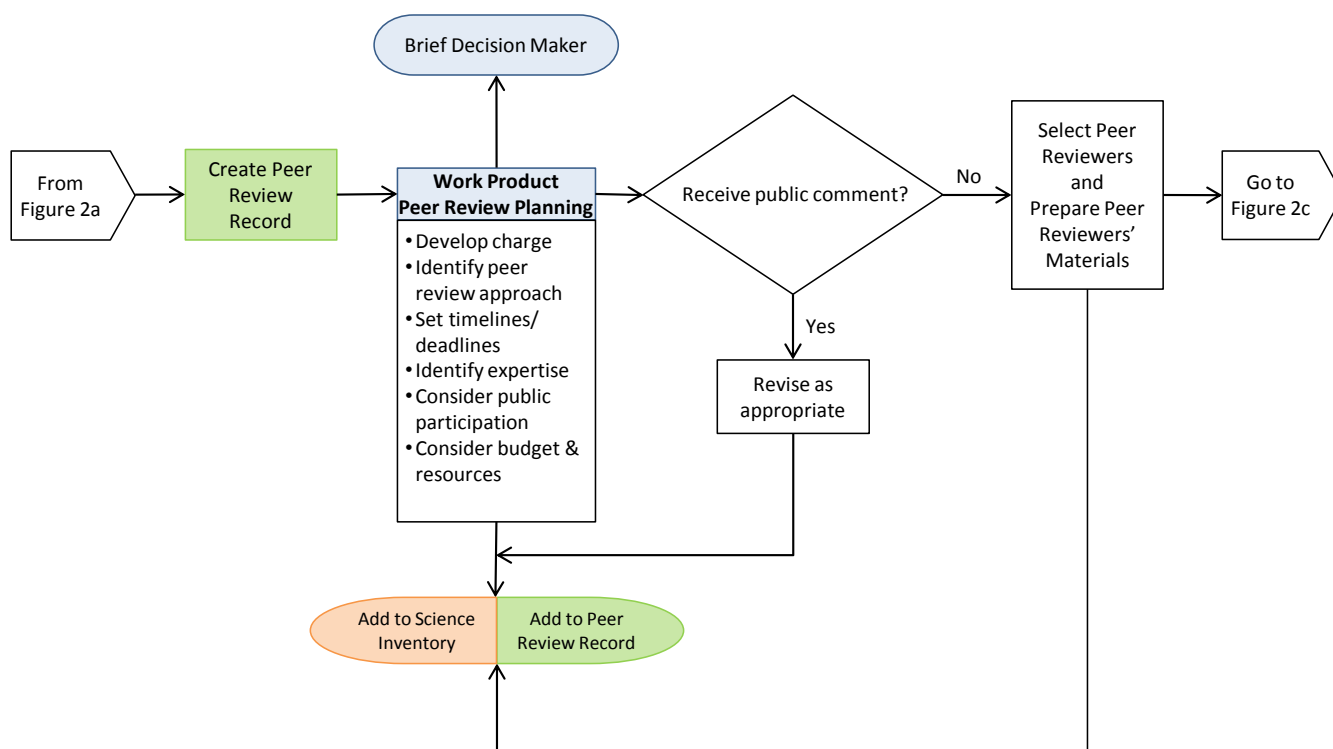 Brief Decision Maker
From
Figure 2a
Create Peer
Review
Record
Work Product
Peer Review Planning
• Develop charge
• Identify peer
review approach
• Set timelines/
deadlines
• Identify expertise
• Consider public
participation
• Consider budget &
resources
Receive public comment?
No
Yes
Revise as
appropriate
Select Peer
Reviewers
and
Prepare Peer
Reviewers’
Materials
Go to
Figure 2c
Add to Science
Inventory
Add to Peer
Review Record